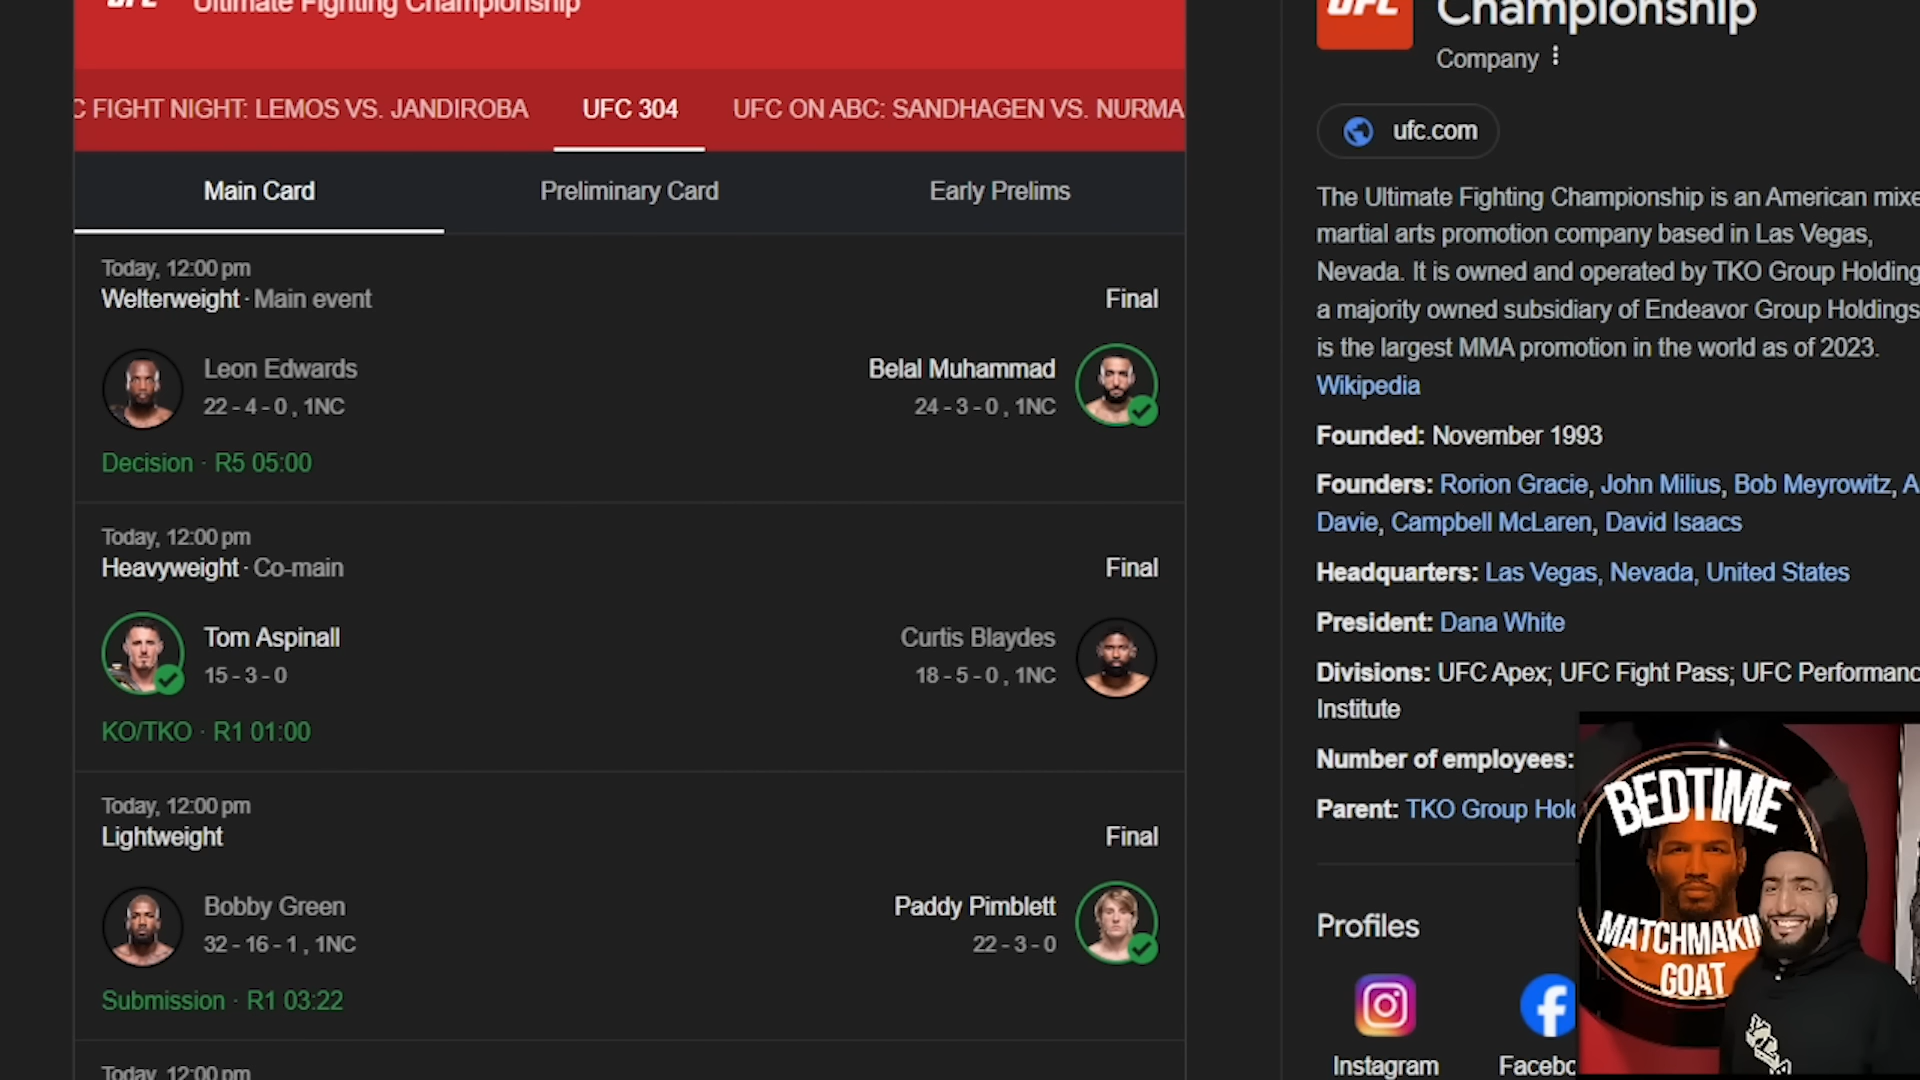 UFC Ultimate Fighting Championship
C FIGHT NIGHT: LEMOS VS. JANDIROBA UFC 304 UFC ON ABC: SANDHAGEN VS. NURMA
Main Card Preliminary Card Early Prelims
Today, 12:00 pm
Welterweight · Main event Final
Leon Edwards Belal Muhammad
22 - 4 - 0 , 1NC 24 - 3 - 0 , 1NC
Decision · R5 05:00
Today, 12:00 pm
Heavyweight · Co-main Final
Tom Aspinall Curtis Blaydes
15 - 3 - 0 18 - 5 - 0 , 1NC
KO/TKO · R1 01:00
Today, 12:00 pm
Lightweight Final
Bobby Green Paddy Pimblett
32 - 16 - 1 , 1NC 22 - 3 - 0
Submission · R1 03:22
Today, 12:00 pm
UFC Championship
Company
ufc.com
The Ultimate Fighting Championship is an American mixe
martial arts promotion company based in Las Vegas,
Nevada. It is owned and operated by TKO Group Holding
a majority owned subsidiary of Endeavor Group Holdings
is the largest MMA promotion in the world as of 2023.
Wikipedia
Founded: November 1993
Founders: Rorion Gracie, John Milius, Bob Meyrowitz, A
Davie, Campbell McLaren, David Isaacs
Headquarters: Las Vegas, Nevada, United States
President: Dana White
Divisions: UFC Apex; UFC Fight Pass; UFC Performanc
Institute
Number of employees:
Parent: TKO Group Hold
Profiles
Instagram Facebo
BEDTIME
MATCHMAKIN
GOAT